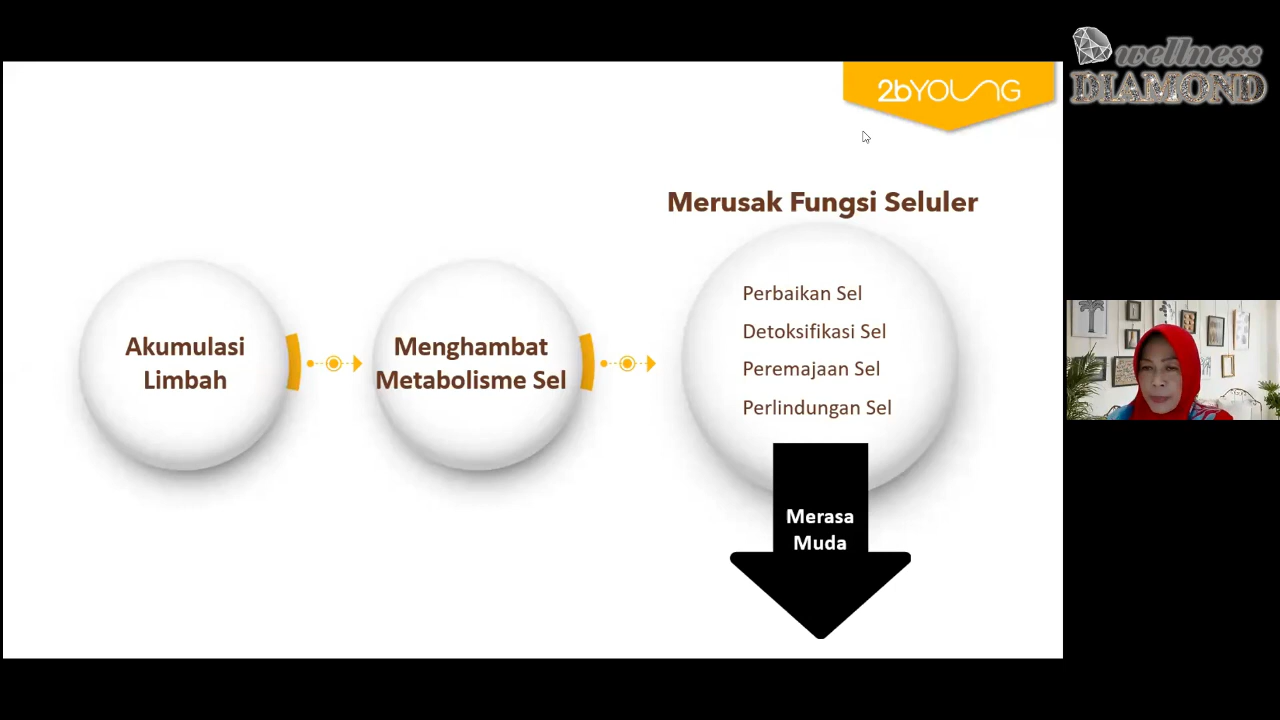 wellness
DIAMOND
2bYOUNG
Merusak Fungsi Seluler
Akumulasi
Limbah
Menghambat
Metabolisme Sel
Perbaikan Sel
Detoksifikasi Sel
Peremajaan Sel
Perlindungan Sel
Merasa
Muda